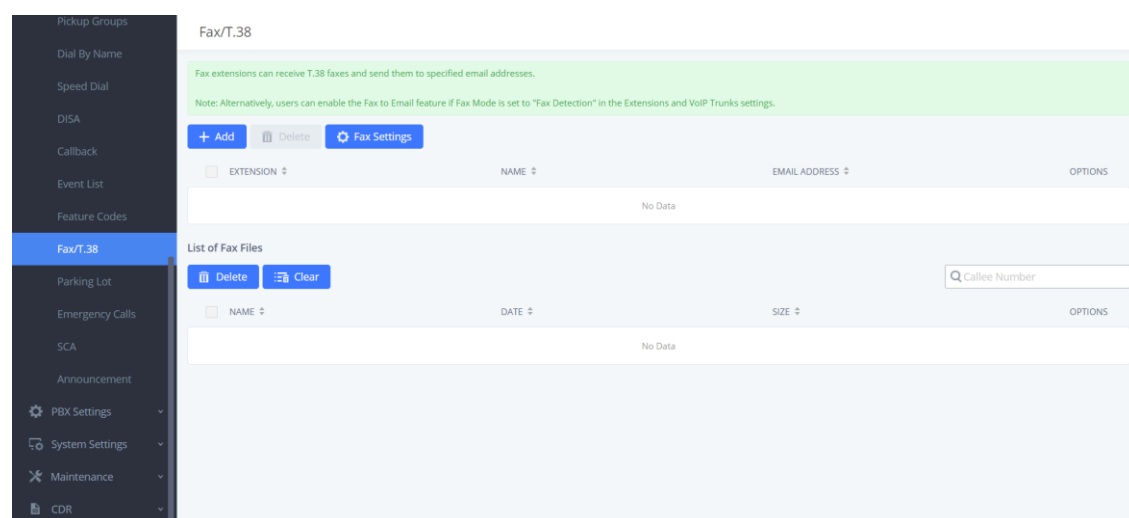 Pickup Groups
Dial By Name
Speed Dial
DISA
Callback
Event List
Feature Codes
Fax/T.38
Parking Lot
Emergency Calls
SCA
Announcement
PBX Settings
System Settings
Maintenance
CDR
Fax/T.38
Fax extensions can receive T.38 faxes and send them to specified email addresses.
Note: Alternatively, users can enable the Fax to Email feature if Fax Mode is set to "Fax Detection" in the Extensions and VoIP Trunks settings.
+ Add Delete Fax Settings
EXTENSION NAME EMAIL ADDRESS OPTIONS
No Data
List of Fax Files
Delete Clear Callee Number
NAME DATE SIZE OPTIONS
No Data